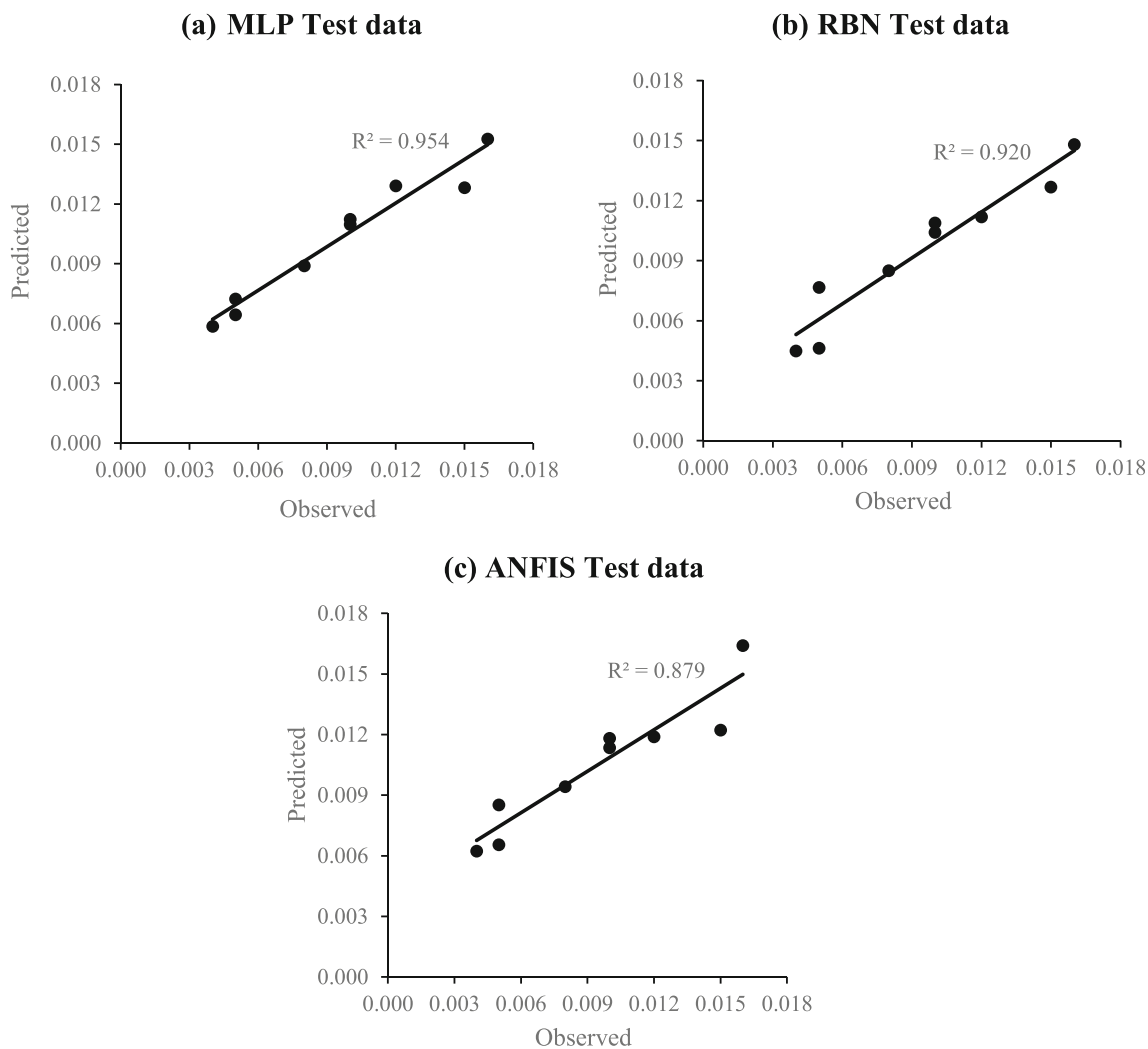 (a) MLP Test data
0.018
0.015
0.012
0.009
0.006
0.003
0.000
Predicted
R² = 0.954
0.000 0.003 0.006 0.009 0.012 0.015 0.018
Observed
(b) RBN Test data
0.018
0.015
0.012
0.009
0.006
0.003
0.000
Predicted
R² = 0.920
0.000 0.003 0.006 0.009 0.012 0.015 0.018
Observed
(c) ANFIS Test data
0.018
0.015
0.012
0.009
0.006
0.003
0.000
Predicted
R² = 0.879
0.000 0.003 0.006 0.009 0.012 0.015 0.018
Observed